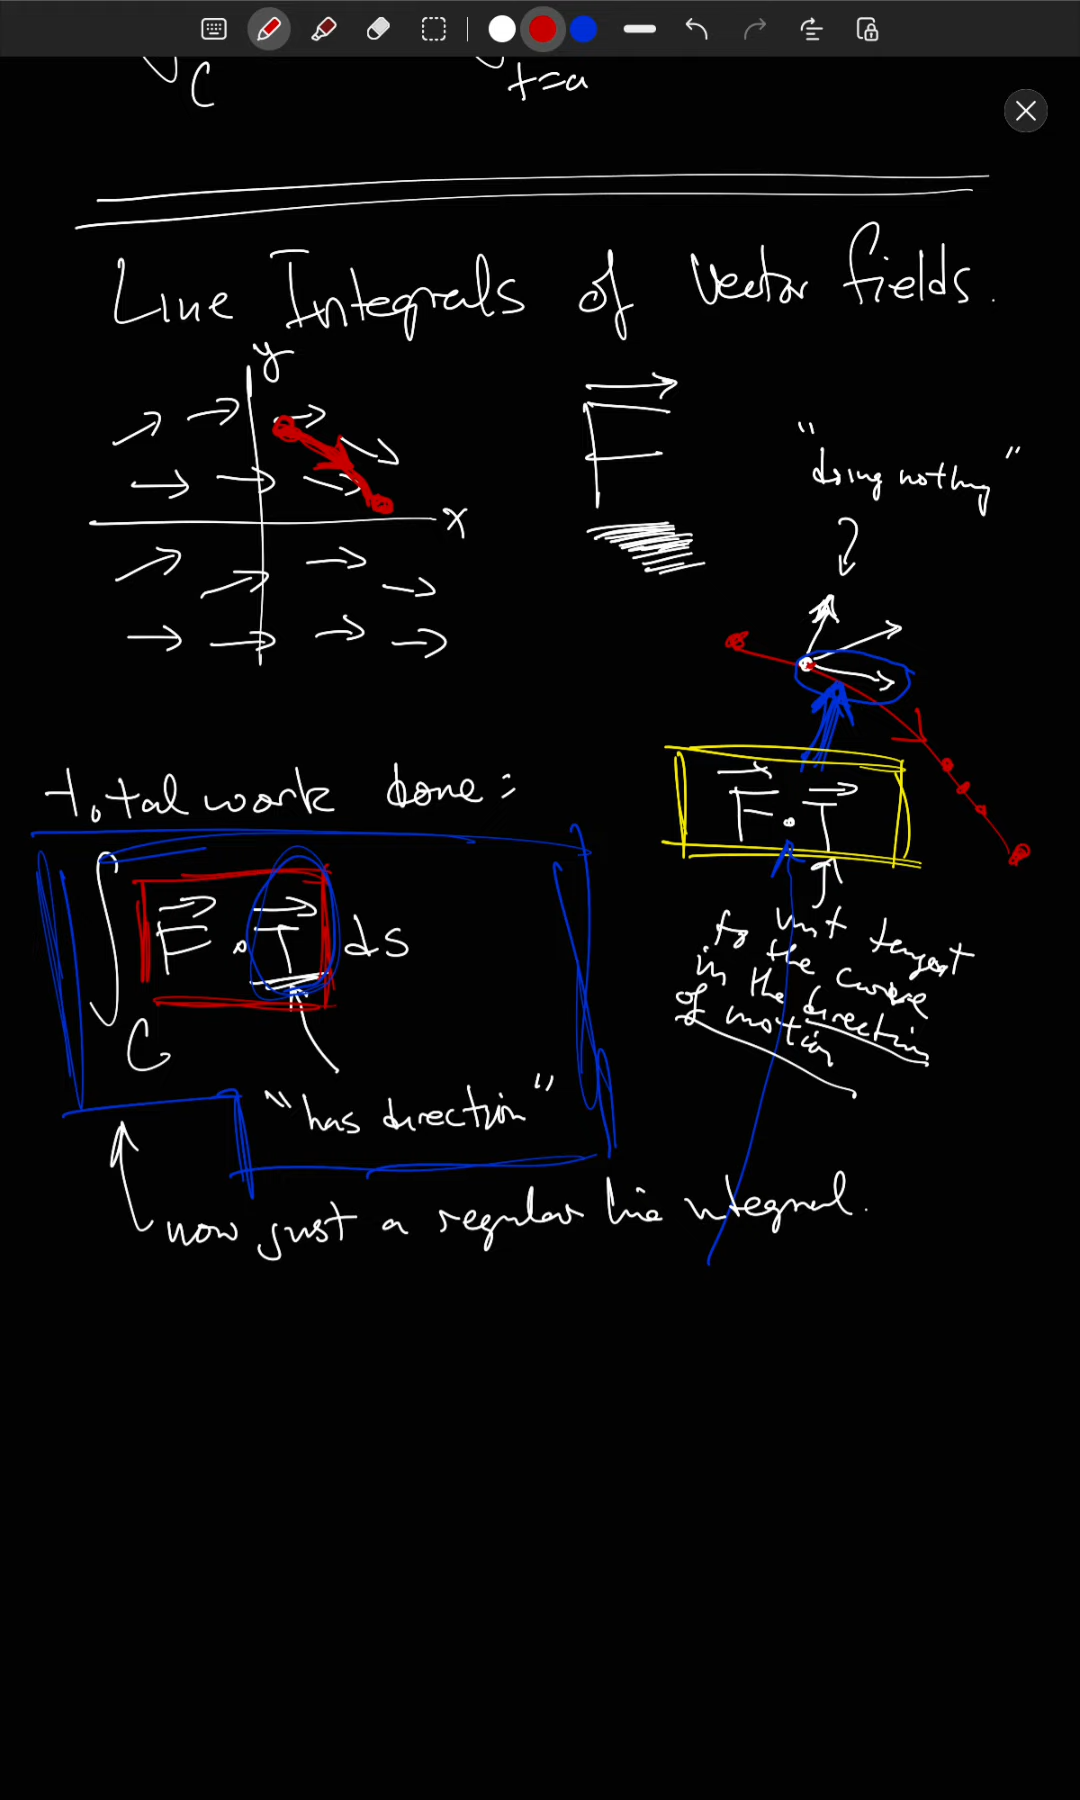 C
t=a
Line Integrals of Vector fields.
y
x
F
"doing nothing"
total work done:
F · T
∫ F · T ds
C
to unit tangent
to the curve
in the direction
of motion
"has direction"
now just a regular line integral.